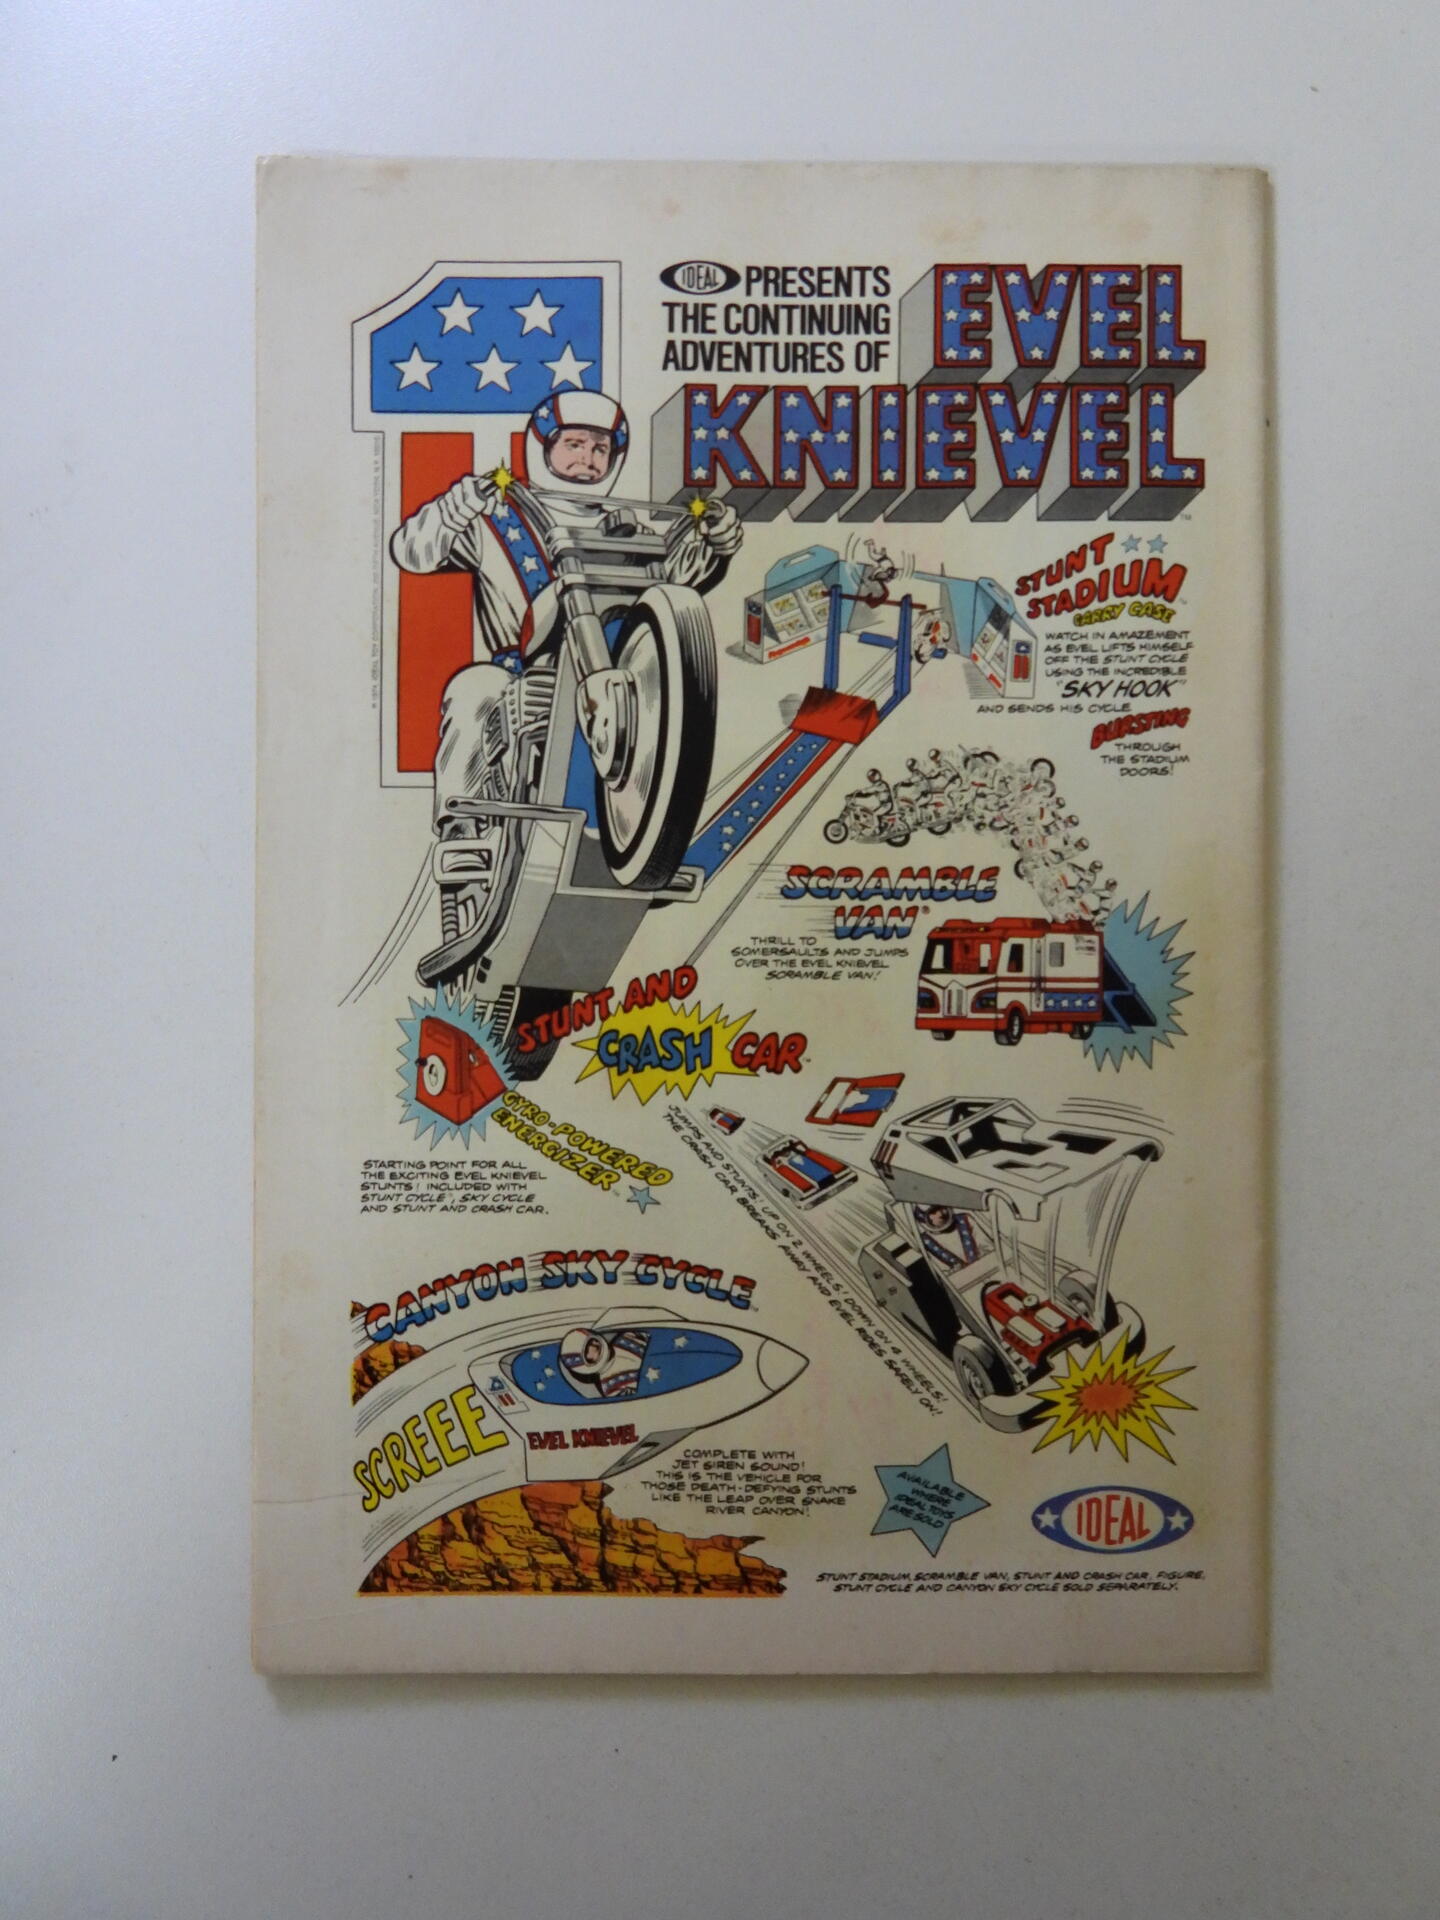 IDEAL PRESENTS
THE CONTINUING
ADVENTURES OF
EVEL
KNIEVEL
TM
STUNT
STADIUM
CARRY CASE
WATCH IN AMAZEMENT
AS EVEL LIFTS HIMSELF
OFF THE STUNT CYCLE
USING THE INCREDIBLE
"SKY HOOK"
AND SENDS HIS CYCLE
BURSTING
THROUGH
THE STADIUM
DOORS!
SCRAMBLE
VAN®
THRILL TO
SOMERSAULTS AND JUMPS
OVER THE EVEL KNIEVEL
SCRAMBLE VAN!
STUNT AND
CRASH CAR
GYRO-POWERED
ENERGIZER
STARTING POINT FOR ALL
THE EXCITING EVEL KNIEVEL
STUNTS! INCLUDED WITH
STUNT CYCLE®, SKY CYCLE
AND STUNT AND CRASH CAR.
JUMPS AND STUNTS! UP ON 2 WHEELS! DOWN ON 4 WHEELS!
THE CRASH CAR BREAKS AWAY AND EVEL RIDES SAFELY ON!
CANYON SKY CYCLE
SCREEE
EVEL KNIEVEL
COMPLETE WITH
JET SIREN SOUND!
THIS IS THE VEHICLE FOR
THOSE DEATH-DEFYING STUNTS
LIKE THE LEAP OVER SNAKE
RIVER CANYON!
AVAILABLE
WHERE
IDEAL TOYS
ARE SOLD
IDEAL
STUNT STADIUM, SCRAMBLE VAN, STUNT AND CRASH CAR, FIGURE,
STUNT CYCLE AND CANYON SKY CYCLE SOLD SEPARATELY.